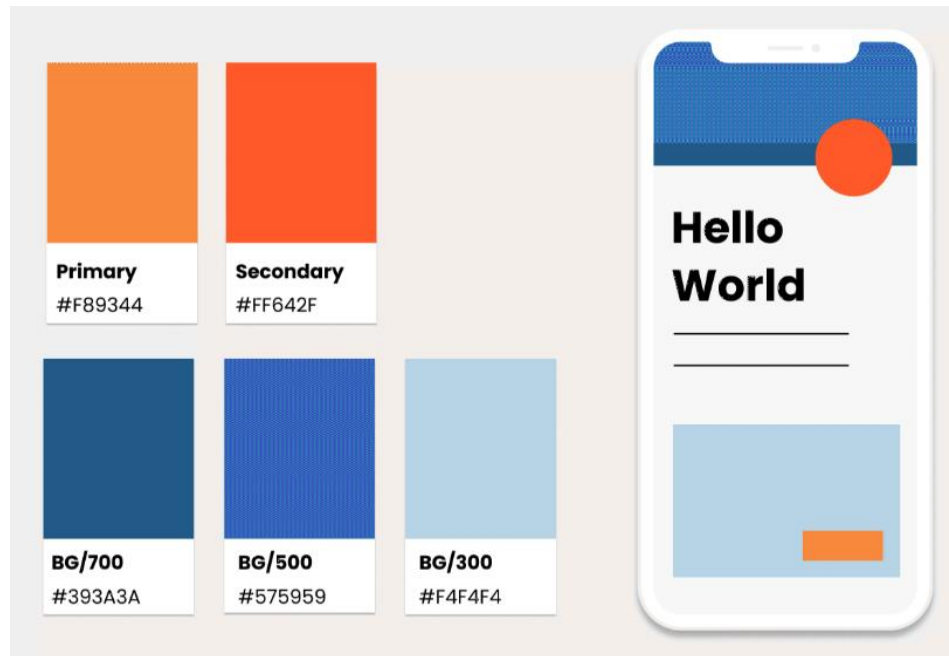 Primary
#F89344
Secondary
#FF642F
Hello
World
BG/700
#393A3A
BG/500
#575959
BG/300
#F4F4F4